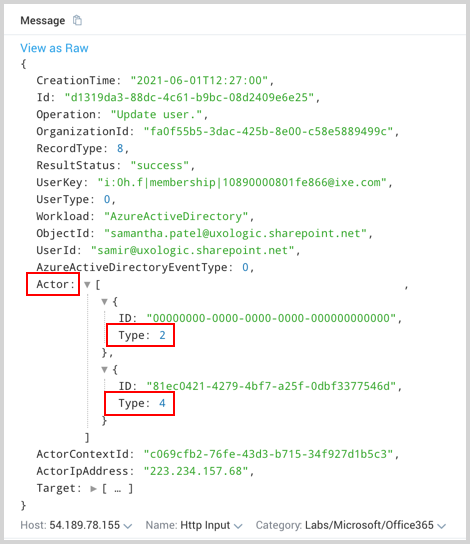 Message
View as Raw
{
CreationTime: "2021-06-01T12:27:00",
Id: "d1319da3-88dc-4c61-b9bc-08d2409e6e25",
Operation: "Update user.",
OrganizationId: "fa0f55b5-3dac-425b-8e00-c58e5889499c",
RecordType: 8,
ResultStatus: "success",
UserKey: "i:0h.f|membership|10890000801fe866@ixe.com",
UserType: 0,
Workload: "AzureActiveDirectory",
ObjectId: "samantha.patel@uxologic.sharepoint.net",
UserId: "samir@uxologic.sharepoint.net",
AzureActiveDirectoryEventType: 0,
Actor: ▼ [ ,
▼ {
ID: "00000000-0000-0000-0000-000000000000",
Type: 2
},
▼ {
ID: "81ec0421-4279-4bf7-a25f-0dbf3377546d",
Type: 4
}
]
ActorContextId: "c069cfb2-76fe-43d3-b715-34f927d1b5c3",
ActorIpAddress: "223.234.157.68",
Target: ▶ [ … ]
}
Host: 54.189.78.155 Name: Http Input Category: Labs/Microsoft/Office365